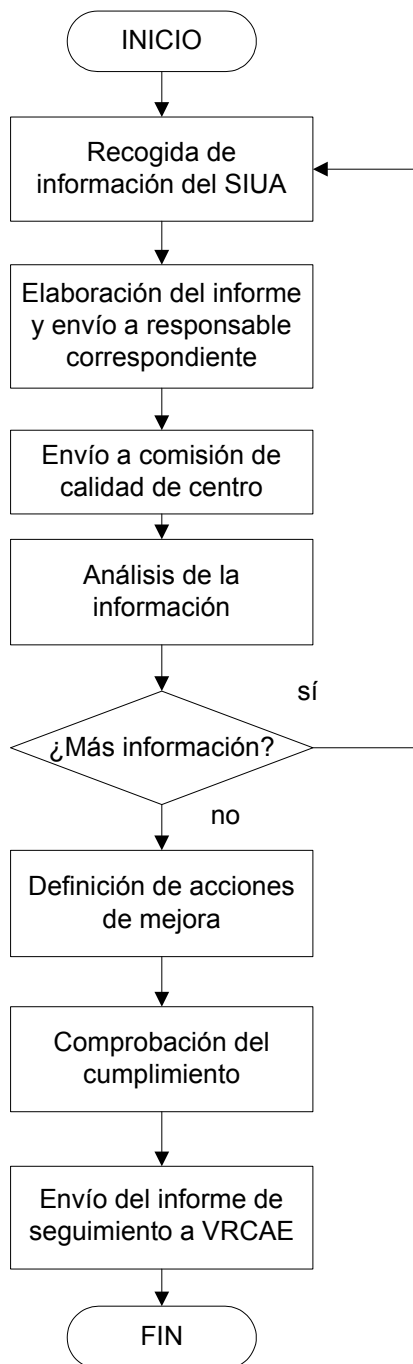 INICIO
Recogida de
información del SIUA
Elaboración del informe
y envío a responsable
correspondiente
Envío a comisión de
calidad de centro
Análisis de la
información
sí
¿Más información?
no
Definición de acciones
de mejora
Comprobación del
cumplimiento
Envío del informe de
seguimiento a VRCAE
FIN